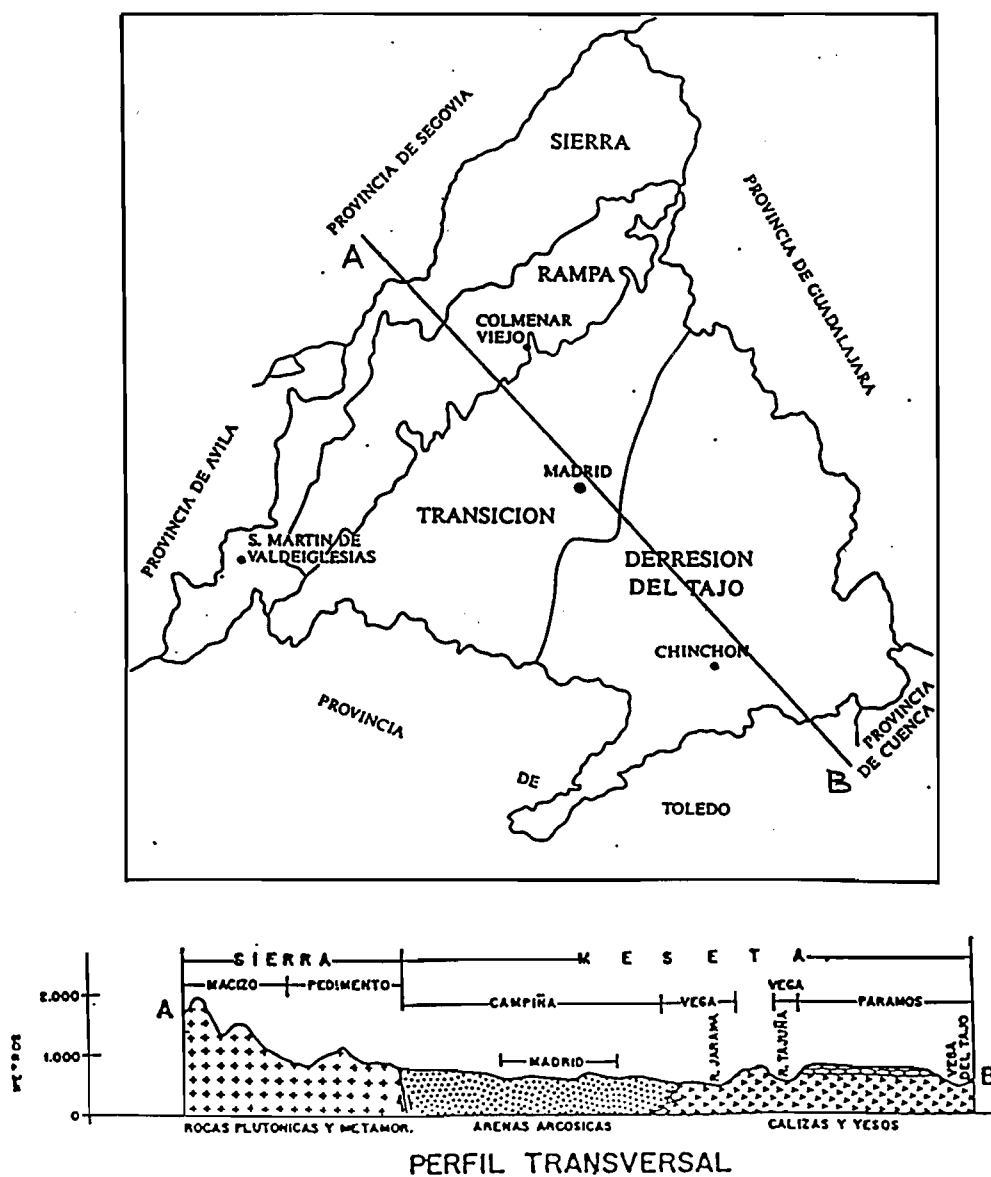 PROVINCIA DE SEGOVIA
SIERRA
PROVINCIA DE GUADALAJARA
A
RAMPA
COLMENAR
VIEJO
PROVINCIA DE AVILA
MADRID
TRANSICION
S. MARTIN DE
VALDEIGLESIAS
DEPRESION
DEL TAJO
CHINCHON
PROVINCIA
DE
TOLEDO
PROVINCIA
DE CUENCA
B
SIERRA
MESETA
MACIZO
PEDIMENTO
CAMPIÑA
VEGA
VEGA
PARAMOS
METROS
2.000
1.000
0
A
MADRID
R. JARAMA
R. TAJUÑA
VEGA
DEL TAJO
B
ROCAS PLUTONICAS Y METAMOR.
ARENAS ARCOSICAS
CALIZAS Y YESOS
PERFIL TRANSVERSAL